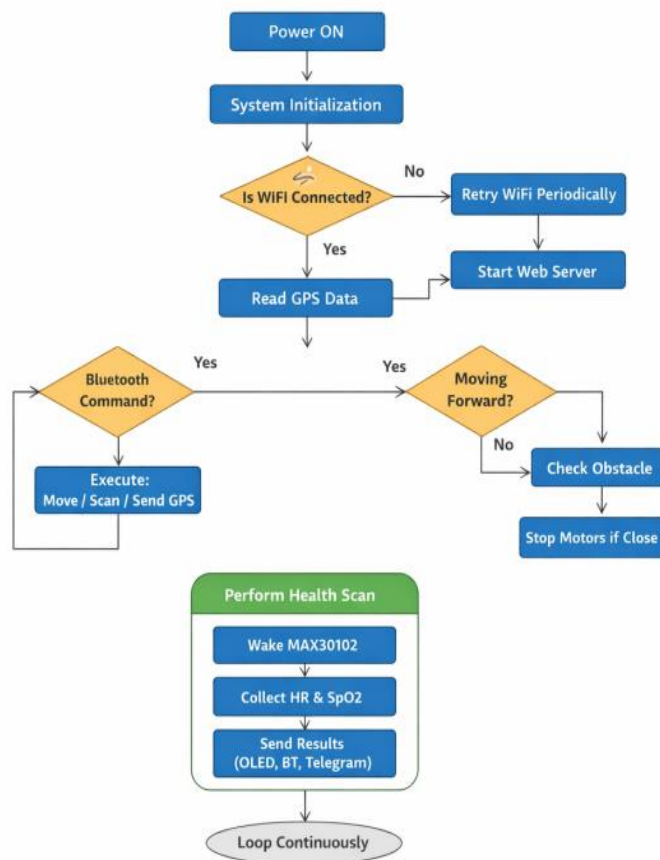 Power ON
System Initialization
Is WiFI Connected?
No
Retry WiFi Periodically
Yes
Start Web Server
Read GPS Data
Yes
Yes
Bluetooth
Command?
Moving
Forward?
No
Execute:
Move / Scan / Send GPS
Check Obstacle
Stop Motors if Close
Perform Health Scan
Wake MAX30102
Collect HR & SpO2
Send Results
(OLED, BT, Telegram)
Loop Continuously